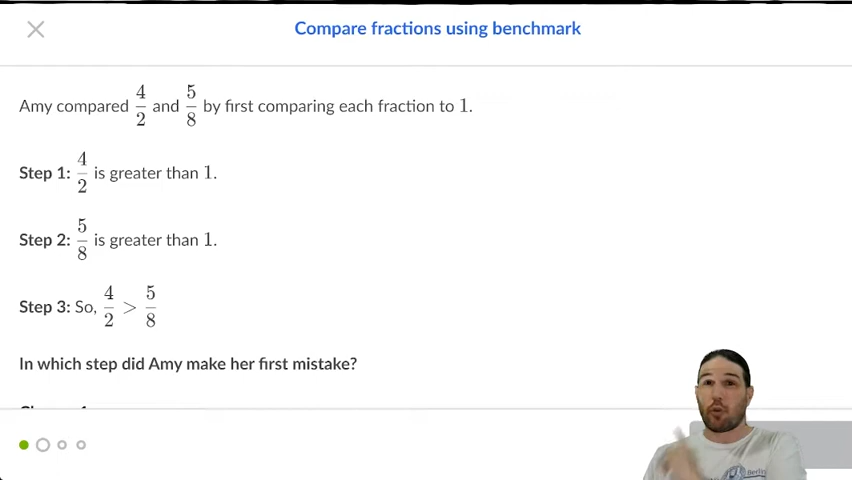 Compare fractions using benchmark
Amy compared 4/2 and 5/8 by first comparing each fraction to 1.
Step 1: 4/2 is greater than 1.
Step 2: 5/8 is greater than 1.
Step 3: So, 4/2 > 5/8
In which step did Amy make her first mistake?
Berlin